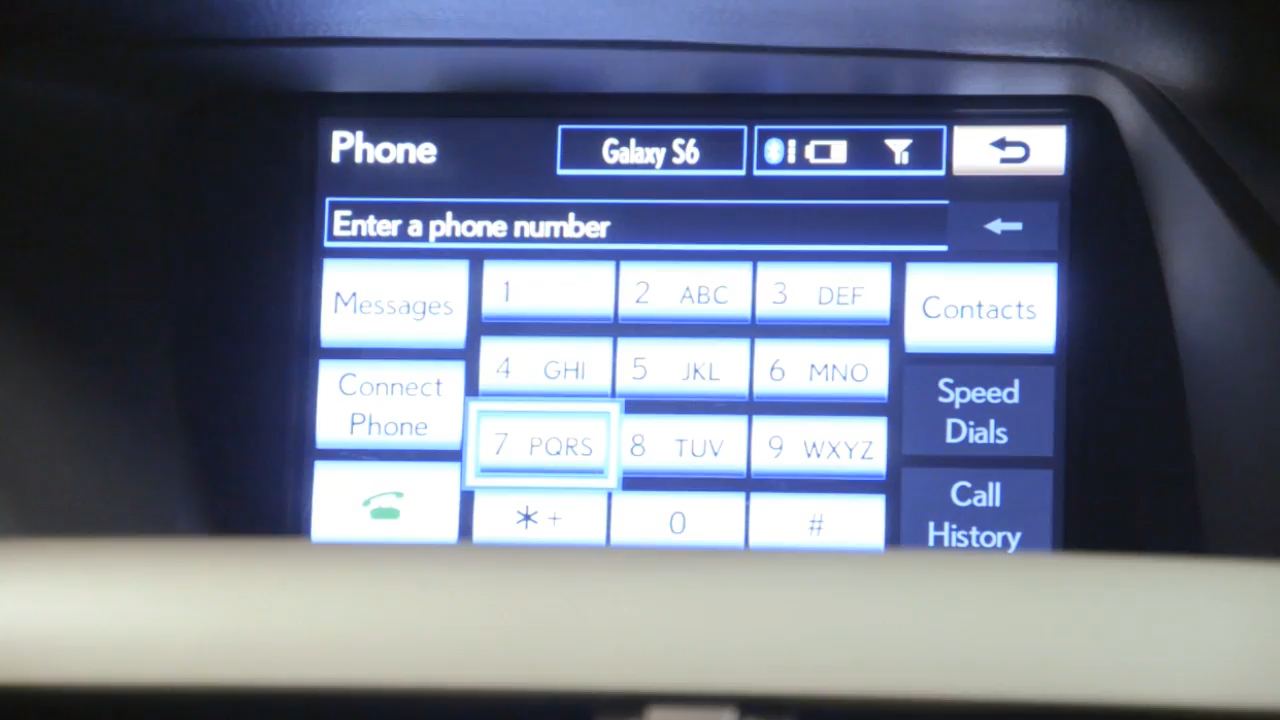 Phone
Galaxy S6
Enter a phone number
Messages
1
2 ABC
3 DEF
Contacts
4 GHI
5 JKL
6 MNO
Connect
Phone
Speed
Dials
7 PQRS
8 TUV
9 WXYZ
* +
0
#
Call
History